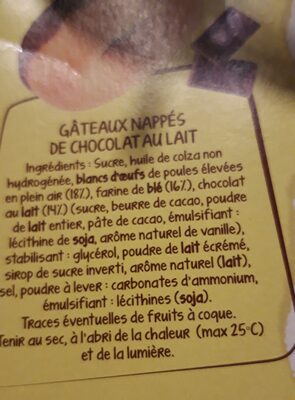 GÂTEAUX NAPPÉS
DE CHOCOLAT AU LAIT
Ingrédients : Sucre, huile de colza non
hydrogénée, blancs d'œufs de poules élevées
en plein air (18%), farine de blé (16%), chocolat
au lait (14%) (sucre, beurre de cacao, poudre
de lait entier, pâte de cacao, émulsifiant :
lécithine de soja, arôme naturel de vanille),
stabilisant : glycérol, poudre de lait écrémé,
sirop de sucre inverti, arôme naturel (lait),
sel, poudre à lever : carbonates d'ammonium,
émulsifiant : lécithines (soja).
Traces éventuelles de fruits à coque.
Tenir au sec, à l'abri de la chaleur (max 25°C)
et de la lumière.